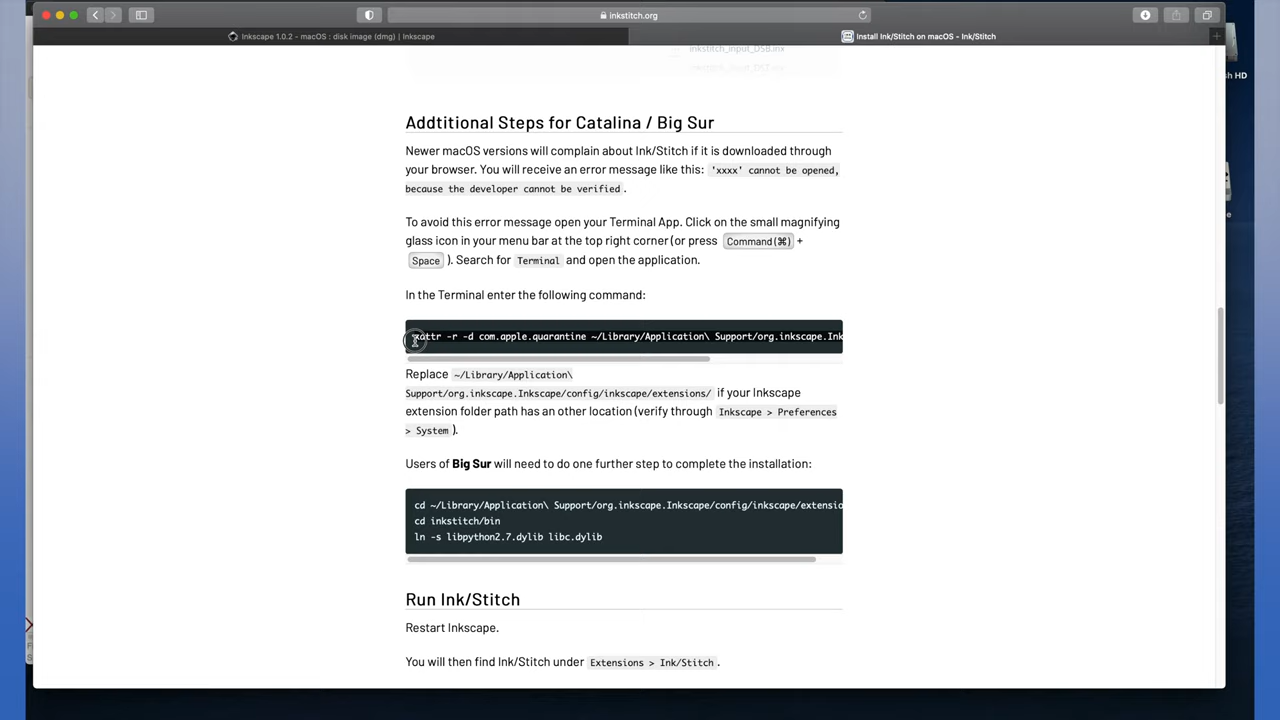 inkstitch.org
Inkscape 1.0.2 - macOS : disk image (dmg) | Inkscape
Install Ink/Stitch on macOS - Ink/Stitch
inkstitch_input_DSB.inx
sh HD
Addtitional Steps for Catalina / Big Sur
Newer macOS versions will complain about Ink/Stitch if it is downloaded through
your browser. You will receive an error message like this: 'xxxx' cannot be opened,
because the developer cannot be verified.
To avoid this error message open your Terminal App. Click on the small magnifying
glass icon in your menu bar at the top right corner (or press Command(⌘) +
Space ). Search for Terminal and open the application.
In the Terminal enter the following command:
xattr -r -d com.apple.quarantine ~/Library/Application\ Support/org.inkscape.Ink
Replace ~/Library/Application\
Support/org.inkscape.Inkscape/config/inkscape/extensions/ if your Inkscape
extension folder path has an other location (verify through Inkscape > Preferences
> System ).
Users of Big Sur will need to do one further step to complete the installation:
cd ~/Library/Application\ Support/org.inkscape.Inkscape/config/inkscape/extensio
cd inkstitch/bin
ln -s libpython2.7.dylib libc.dylib
Run Ink/Stitch
Restart Inkscape.
You will then find Ink/Stitch under Extensions > Ink/Stitch .